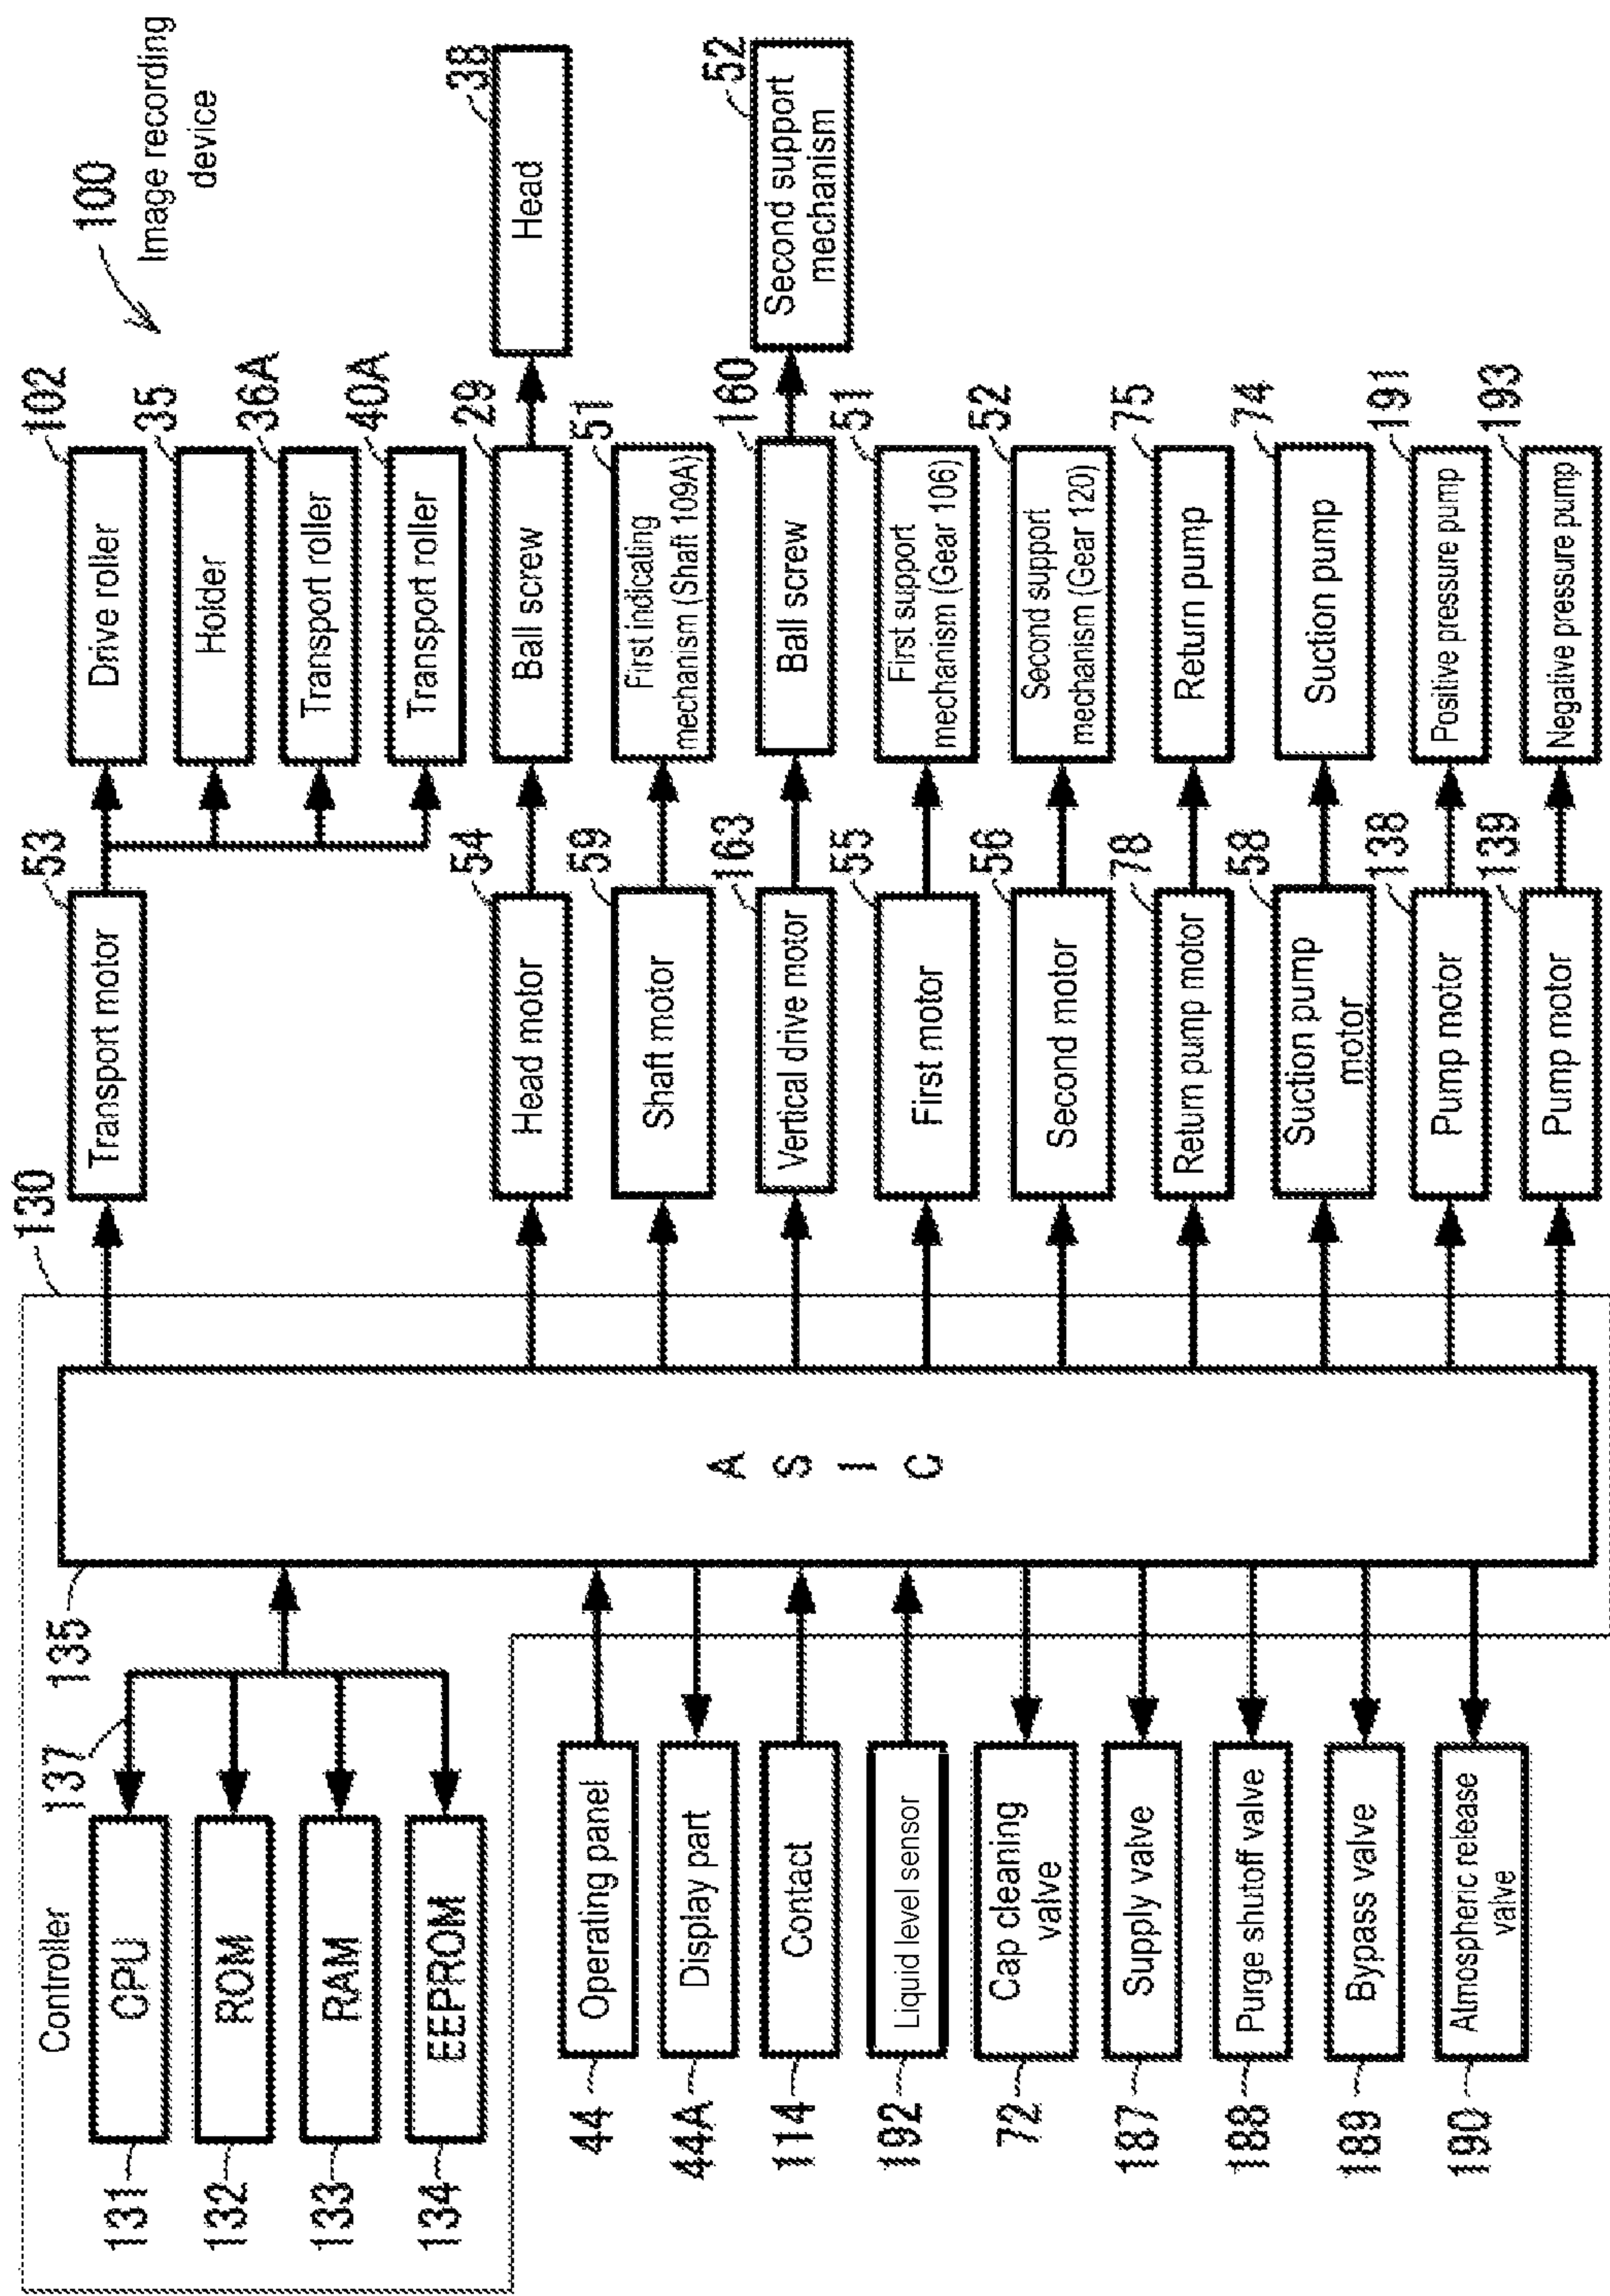 100
Image recording
device
130
Controller
CPU
131
ROM
132
RAM
133
EEPROM
134
137
135
A S I C
Operating panel
44
Display part
44A
Contact
114
Liquid level sensor
192
Cap cleaning
valve
72
Supply valve
187
Purge shutoff valve
188
Bypass valve
189
Atmospheric release
valve
190
Transport motor
53
Drive roller
102
Holder
35
Transport roller
36A
Transport roller
40A
Head motor
54
Ball screw
29
Head
38
Shaft motor
59
First indicating
mechanism (Shaft 109A)
51
Vertical drive motor
163
Ball screw
160
Second support
mechanism
52
First motor
55
First support
mechanism (Gear 106)
51
Second motor
56
Second support
mechanism (Gear 120)
52
Return pump motor
78
Return pump
75
Suction pump
motor
58
Suction pump
74
Pump motor
138
Positive pressure pump
191
Pump motor
139
Negative pressure pump
193